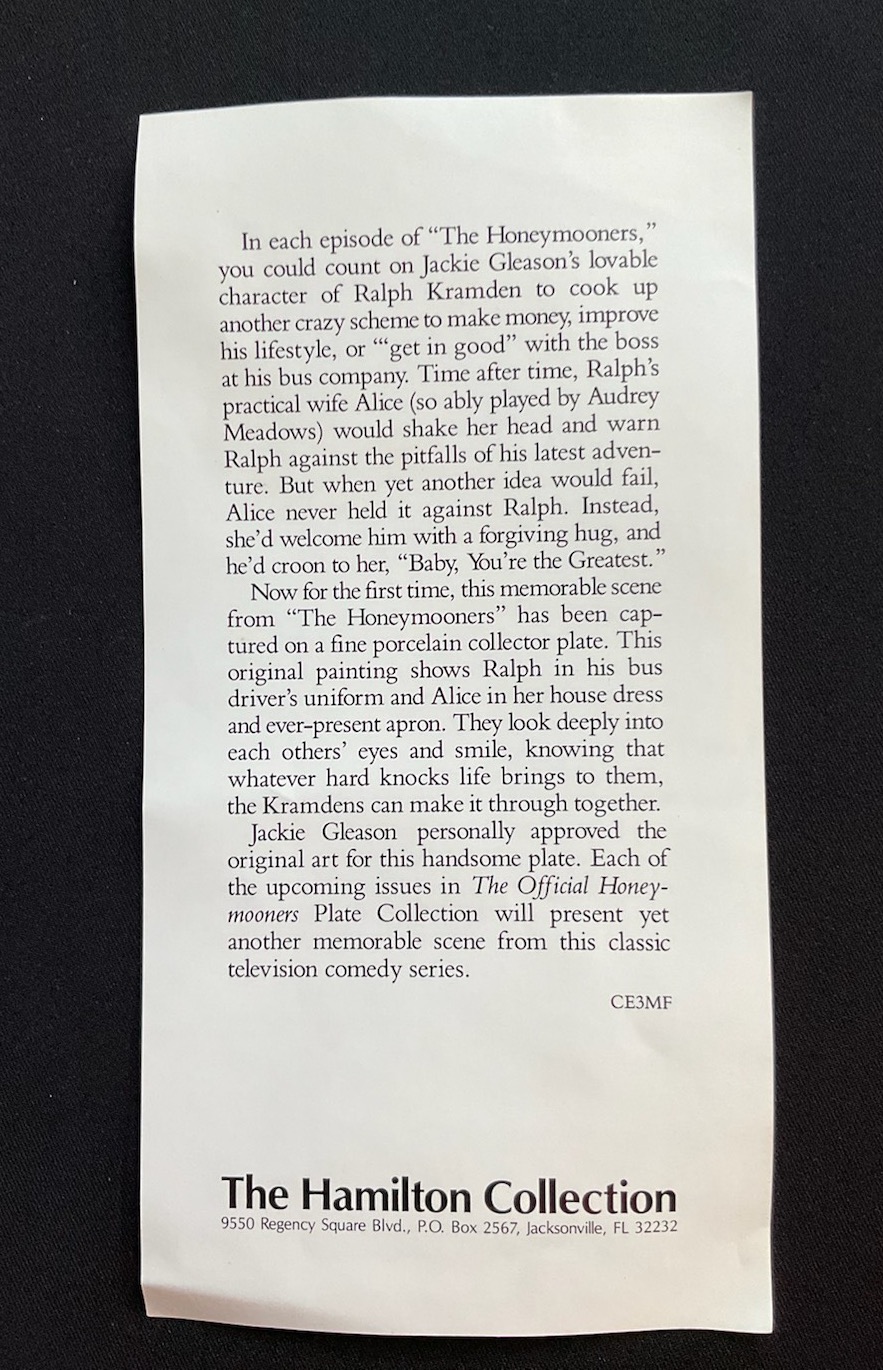 In each episode of “The Honeymooners,”
you could count on Jackie Gleason’s lovable
character of Ralph Kramden to cook up
another crazy scheme to make money, improve
his lifestyle, or “‘get in good” with the boss
at his bus company. Time after time, Ralph’s
practical wife Alice (so ably played by Audrey
Meadows) would shake her head and warn
Ralph against the pitfalls of his latest adven-
ture. But when yet another idea would fail,
Alice never held it against Ralph. Instead,
she’d welcome him with a forgiving hug, and
he’d croon to her, “Baby, You’re the Greatest.”
Now for the first time, this memorable scene
from “The Honeymooners” has been cap-
tured on a fine porcelain collector plate. This
original painting shows Ralph in his bus
driver’s uniform and Alice in her house dress
and ever-present apron. They look deeply into
each others’ eyes and smile, knowing that
whatever hard knocks life brings to them,
the Kramdens can make it through together.
Jackie Gleason personally approved the
original art for this handsome plate. Each of
the upcoming issues in The Official Honey-
mooners Plate Collection will present yet
another memorable scene from this classic
television comedy series.
CE3MF
The Hamilton Collection
9550 Regency Square Blvd., P.O. Box 2567, Jacksonville, FL 32232